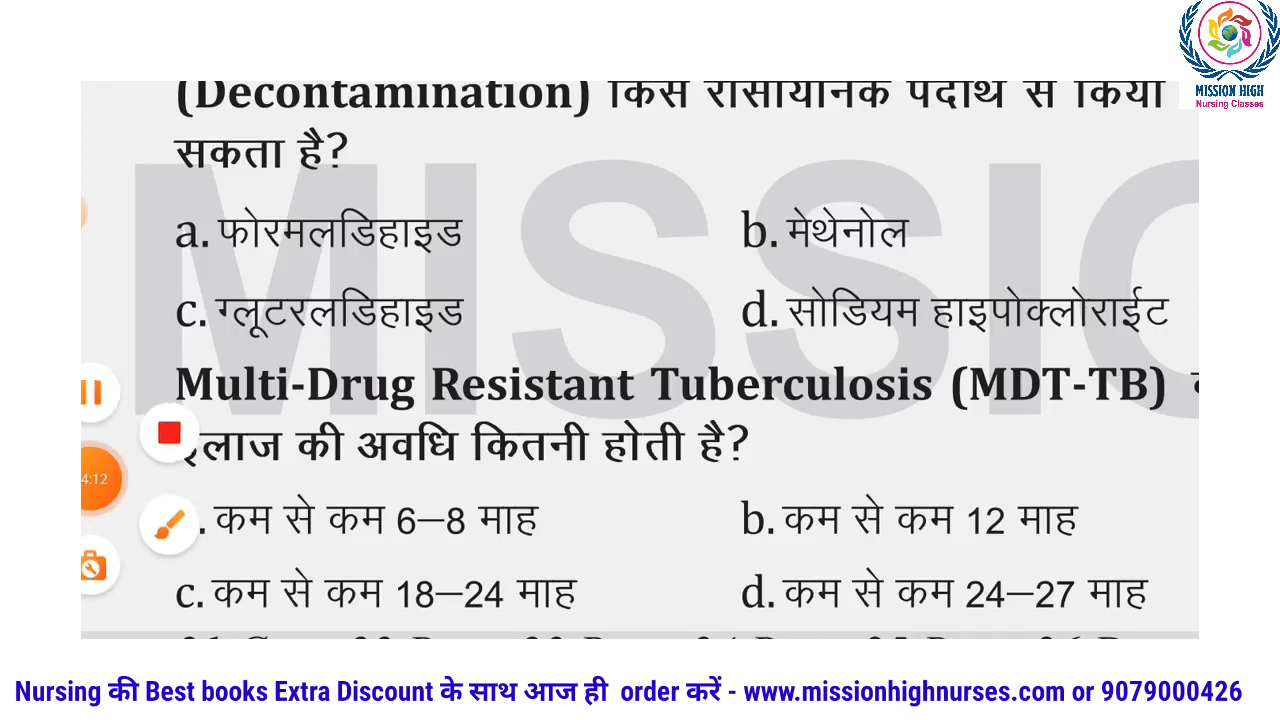 MISSION HIGH
Nursing Classes
(Decontamination) किस रासायनिक पदार्थ से किया
सकता है?
a. फोरमलडिहाइड b. मेथेनोल
c. ग्लूटरलडिहाइड d. सोडियम हाइपोक्लोराईट
Multi-Drug Resistant Tuberculosis (MDT-TB)
इलाज की अवधि कितनी होती है?
. कम से कम 6–8 माह b. कम से कम 12 माह
c. कम से कम 18–24 माह d. कम से कम 24–27 माह
4:12
MISSIO
Nursing की Best books Extra Discount के साथ आज ही order करें - www.missionhighnurses.com or 9079000426